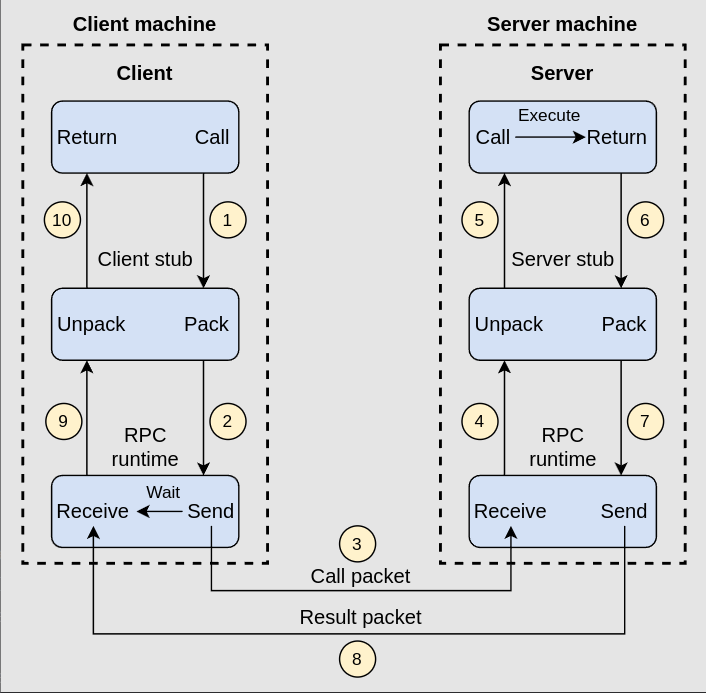 Client machine
Client
Return
Call
10
1
Client stub
Unpack
Pack
9
2
RPC
runtime
Wait
Receive
Send
Server machine
Server
Execute
Call
Return
5
6
Server stub
Unpack
Pack
4
7
RPC
runtime
Receive
Send
3
Call packet
Result packet
8